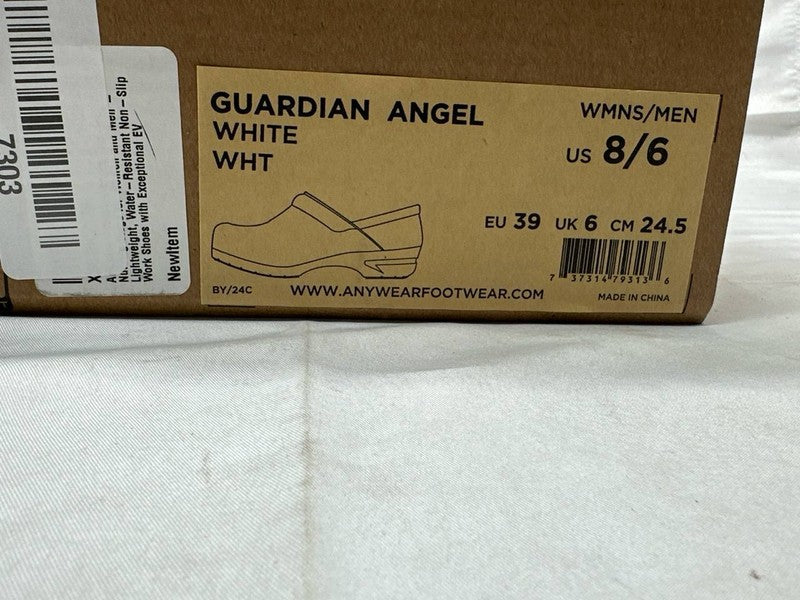 GUARDIAN ANGEL
WHITE
WHT
WMNS/MEN
US 8/6
EU 39 UK 6 CM 24.5
7 37314 79313 6
BY/24C
WWW.ANYWEARFOOTWEAR.COM
MADE IN CHINA
7303
X
A
and Men –
Lightweight, Water–Resistant Non–Slip
Work Shoes with Exceptional EV
NewItem